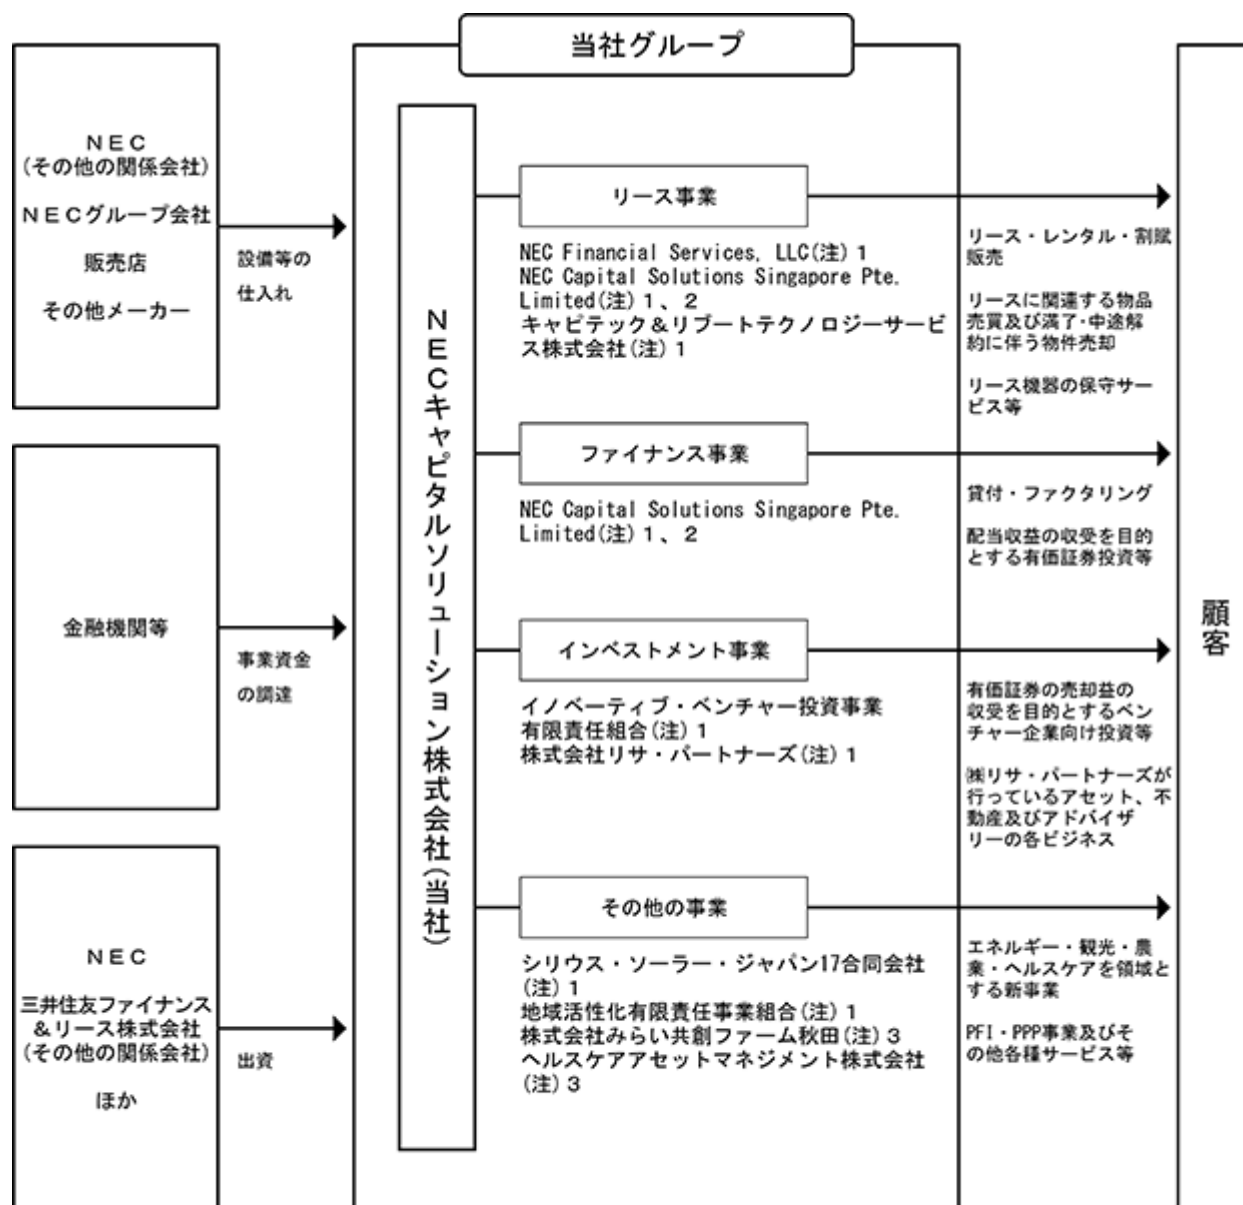 当社グループ
NEC
(その他の関係会社)
NECグループ会社
販売店
その他メーカー
設備等の
仕入れ
金融機関等
事業資金
の調達
NEC
三井住友ファイナンス
＆リース株式会社
(その他の関係会社)
ほか
出資
NECキャピタルソリューション株式会社(当社)
リース事業
NEC Financial Services, LLC(注)１
NEC Capital Solutions Singapore Pte.
Limited(注)１、２
キャピテック＆リブートテクノロジーサービ
ス株式会社(注)１
リース・レンタル・割賦
販売
リースに関連する物品
売買及び満了･中途解
約に伴う物件売却
リース機器の保守サー
ビス等
ファイナンス事業
NEC Capital Solutions Singapore Pte.
Limited(注)１、２
貸付・ファクタリング
配当収益の収受を目的
とする有価証券投資等
インベストメント事業
イノベーティブ・ベンチャー投資事業
有限責任組合(注)１
株式会社リサ・パートナーズ(注)１
有価証券の売却益の
収受を目的とするベン
チャー企業向け投資等
㈱リサ・パートナーズが
行っているアセット、不
動産及びアドバイザ
リーの各ビジネス
その他の事業
シリウス・ソーラー・ジャパン17合同会社
(注)１
地域活性化有限責任事業組合(注)１
株式会社みらい共創ファーム秋田(注)３
ヘルスケアアセットマネジメント株式会社
(注)３
エネルギー・観光・農
業・ヘルスケアを領域と
する新事業
PFI・PPP事業及びそ
の他各種サービス等
顧客